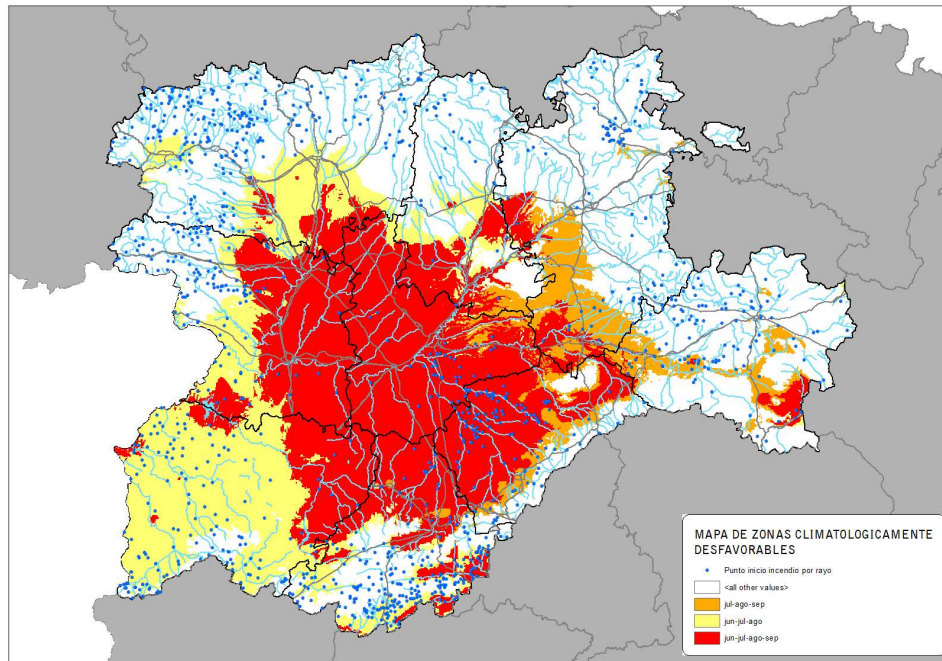 MAPA DE ZONAS CLIMATOLOGICAMENTE
DESFAVORABLES
Punto inicio incendio por rayo
<all other values>
jul-ago-sep
jun-jul-ago
jun-jul-ago-sep